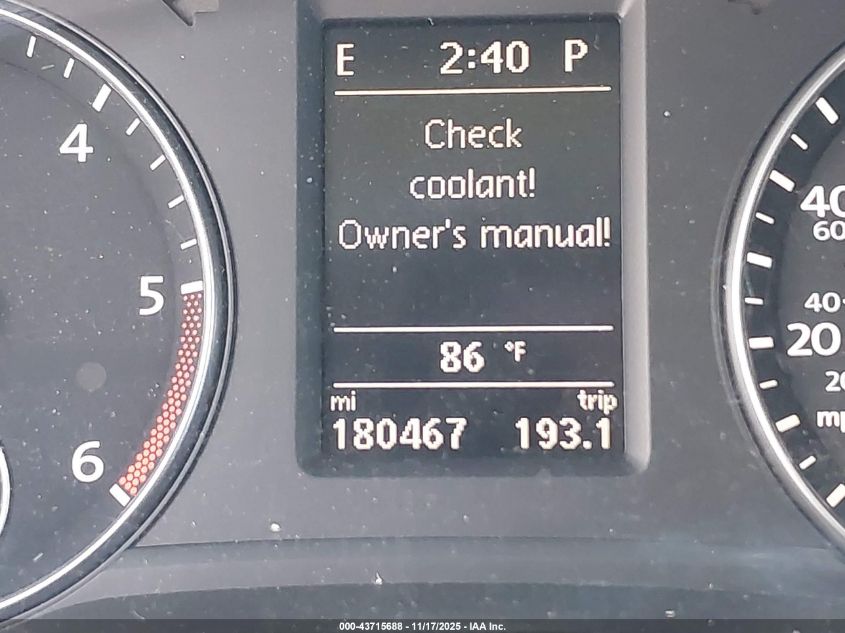 E 2:40 P
Check
coolant!
Owner's manual!
86 °F
mi trip
180467 193.1
4
5
6
40
60
40
20
20
000-43715688 - 11/17/2025 - IAA Inc.